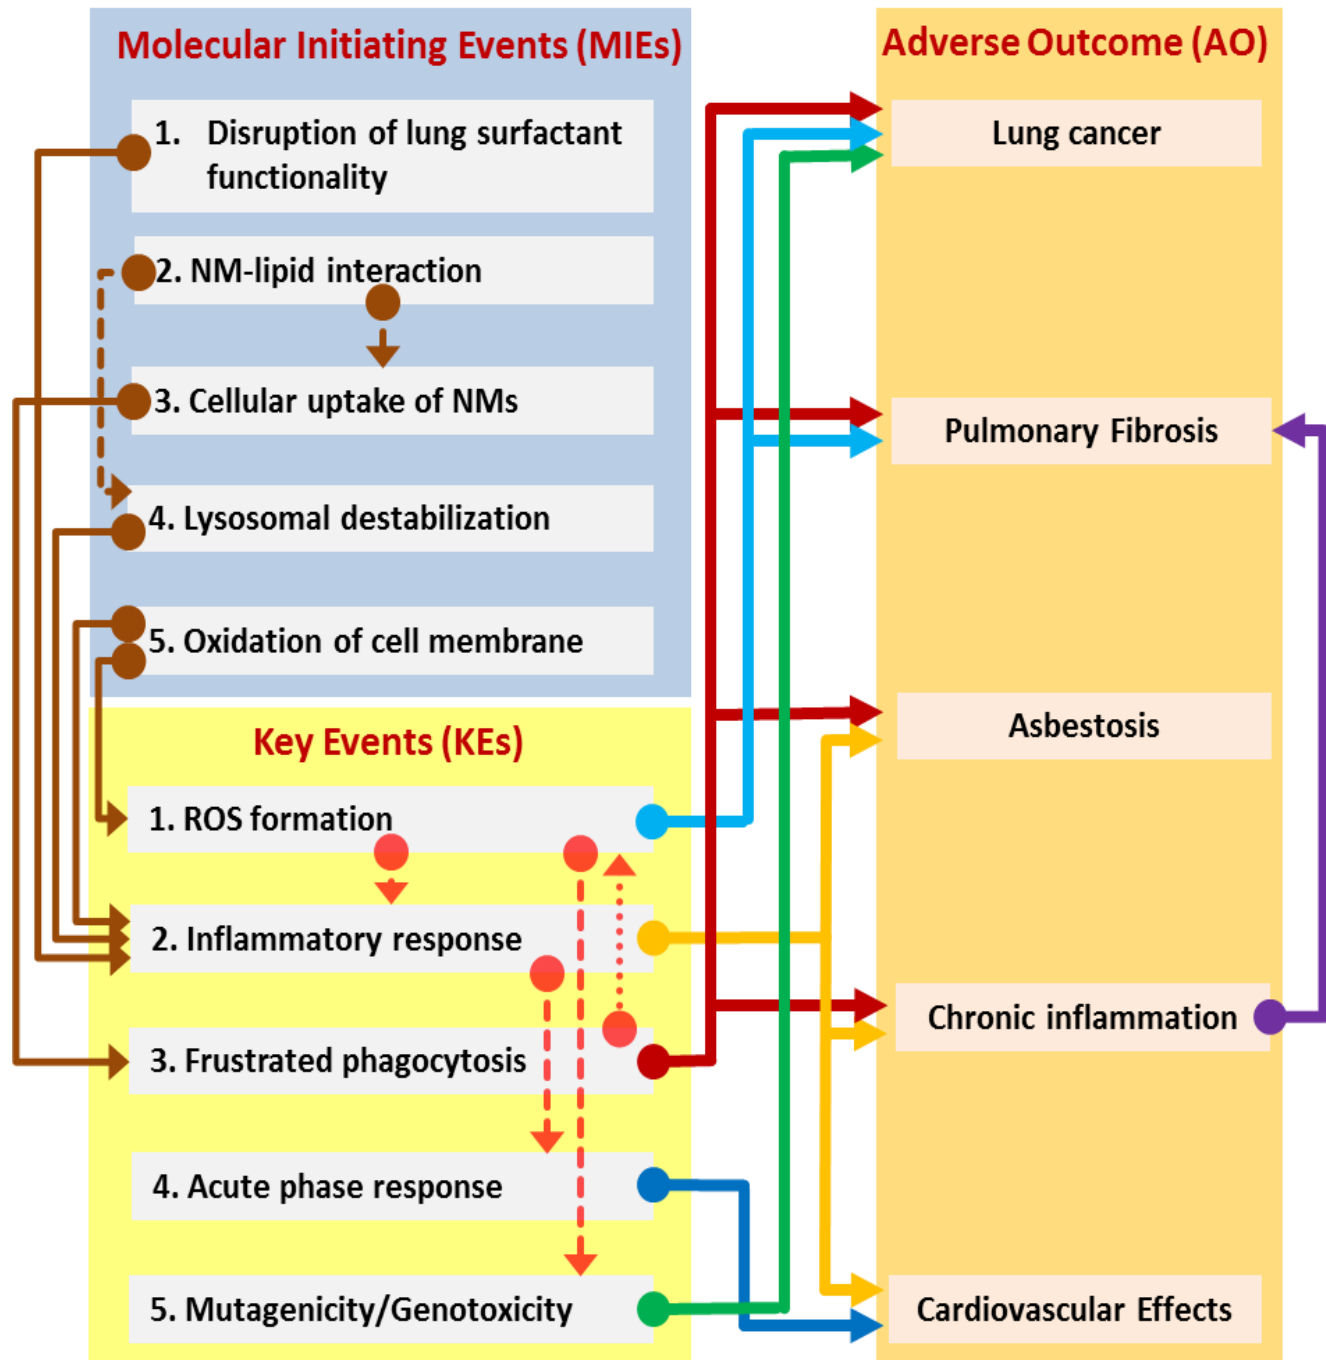 Molecular Initiating Events (MIEs)
1. Disruption of lung surfactant
functionality
2. NM-lipid interaction
3. Cellular uptake of NMs
4. Lysosomal destabilization
5. Oxidation of cell membrane
Key Events (KEs)
1. ROS formation
2. Inflammatory response
3. Frustrated phagocytosis
4. Acute phase response
5. Mutagenicity/Genotoxicity
Adverse Outcome (AO)
Lung cancer
Pulmonary Fibrosis
Asbestosis
Chronic inflammation
Cardiovascular Effects